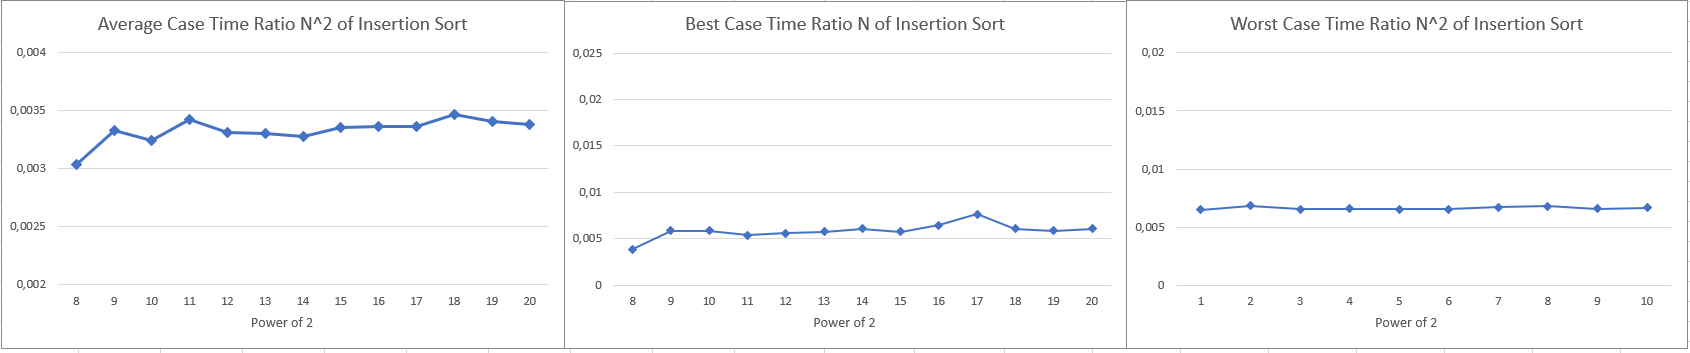 Average Case Time Ratio N^2 of Insertion Sort
0,004
0,0035
0,003
0,0025
0,002
8 9 10 11 12 13 14 15 16 17 18 19 20
Power of 2
Best Case Time Ratio N of Insertion Sort
0,025
0,02
0,015
0,01
0,005
0
8 9 10 11 12 13 14 15 16 17 18 19 20
Power of 2
Worst Case Time Ratio N^2 of Insertion Sort
0,02
0,015
0,01
0,005
0
1 2 3 4 5 6 7 8 9 10
Power of 2